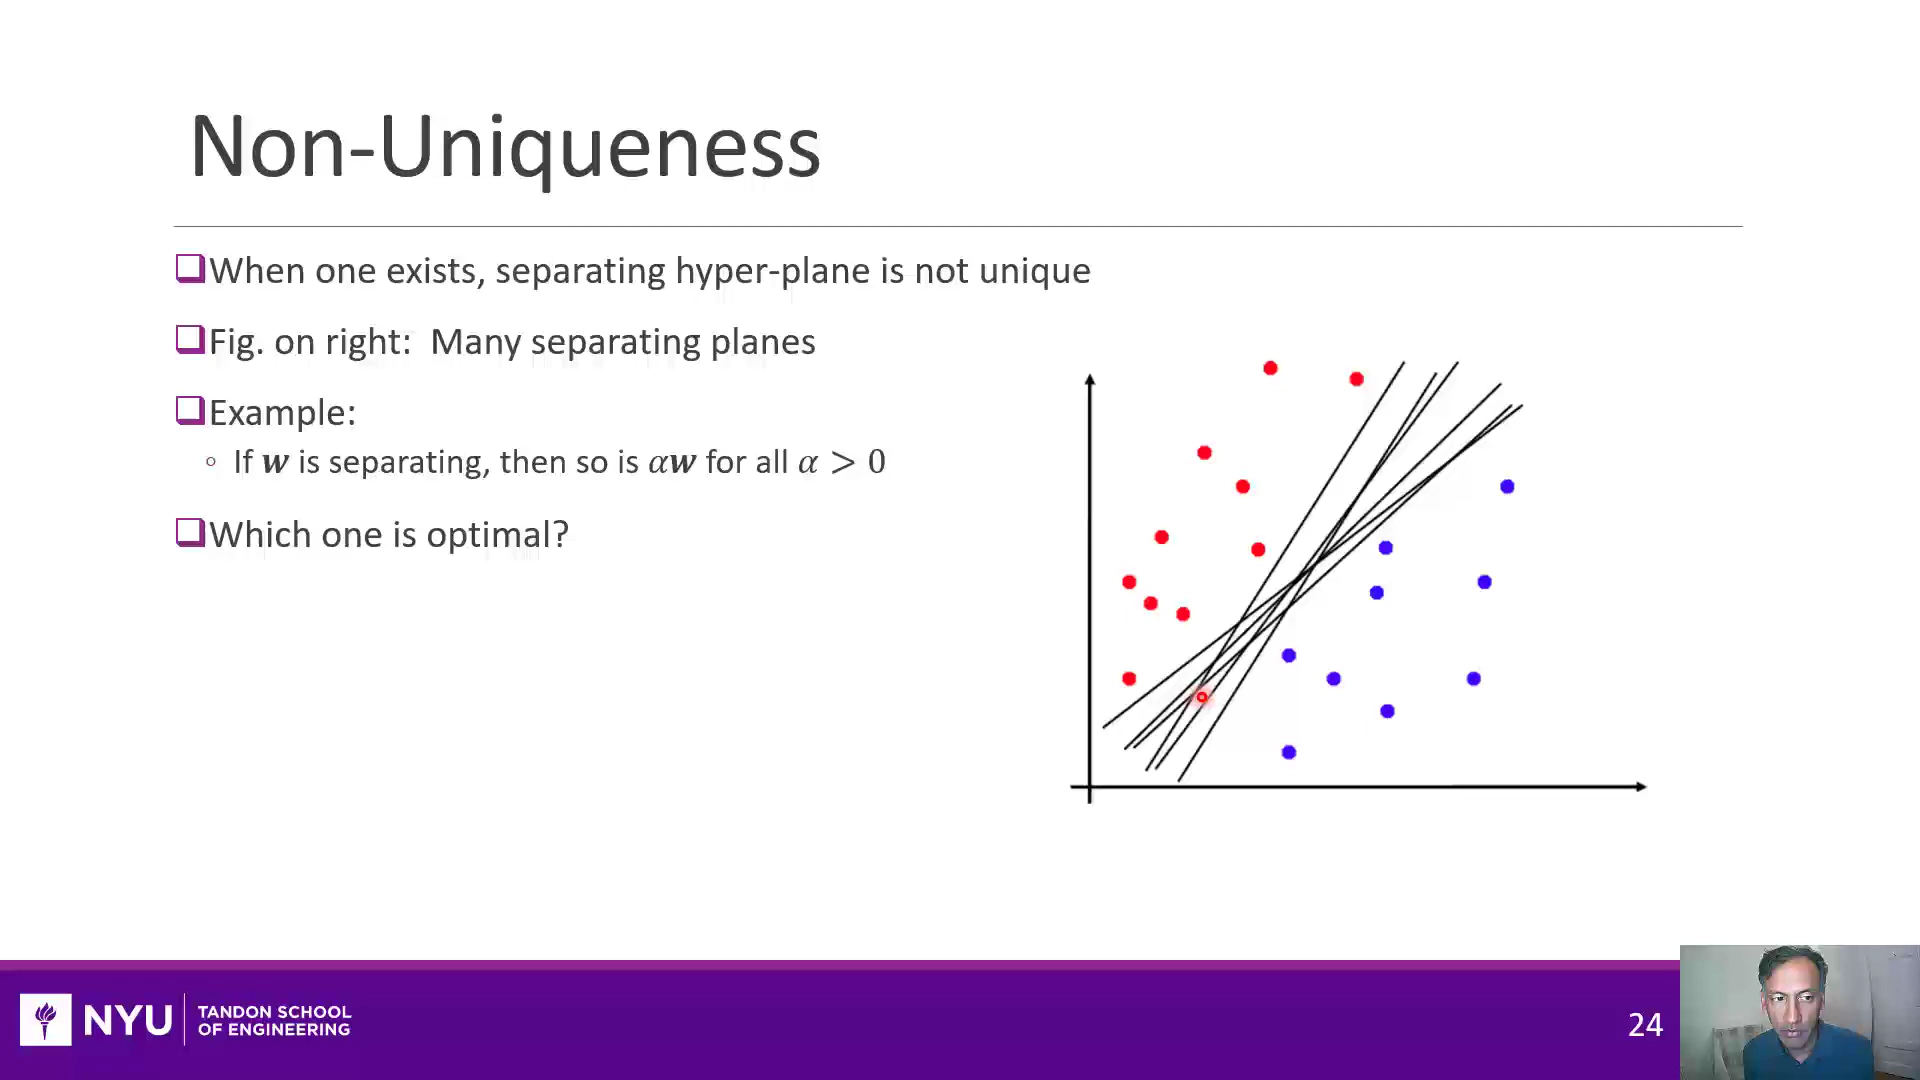 Non-Uniqueness
When one exists, separating hyper-plane is not unique
Fig. on right: Many separating planes
Example:
If 𝒘 is separating, then so is 𝛼𝒘 for all 𝛼 > 0
Which one is optimal?
NYU
TANDON SCHOOL
OF ENGINEERING
24